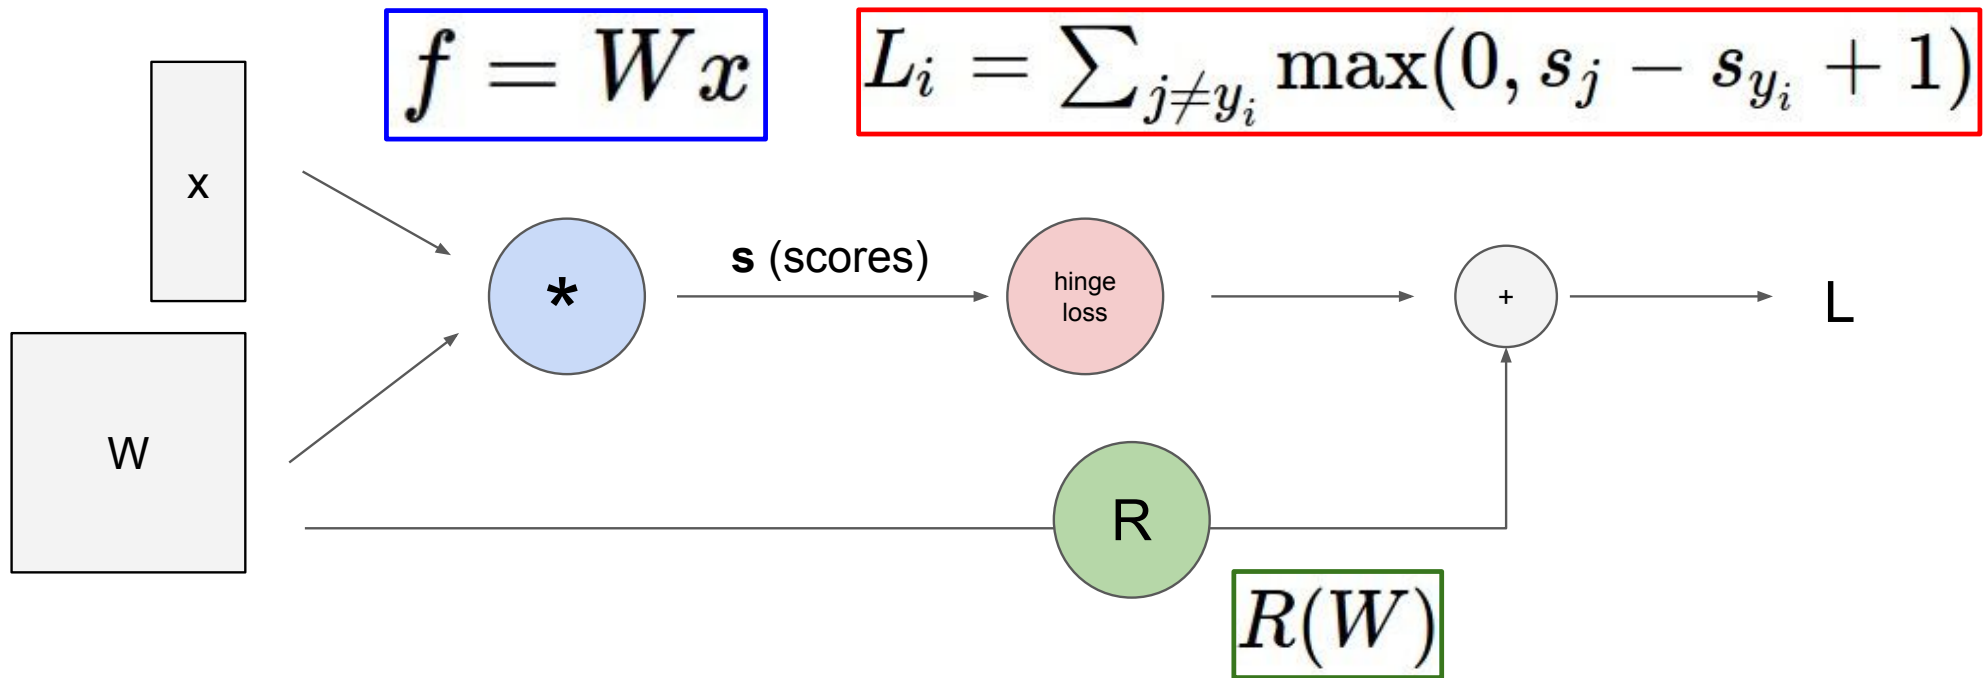 f = Wx
L_i = ∑_{j≠y_i} max(0, s_j − s_{y_i} + 1)
x
*
s (scores)
hinge
loss
+
L
W
R
R(W)